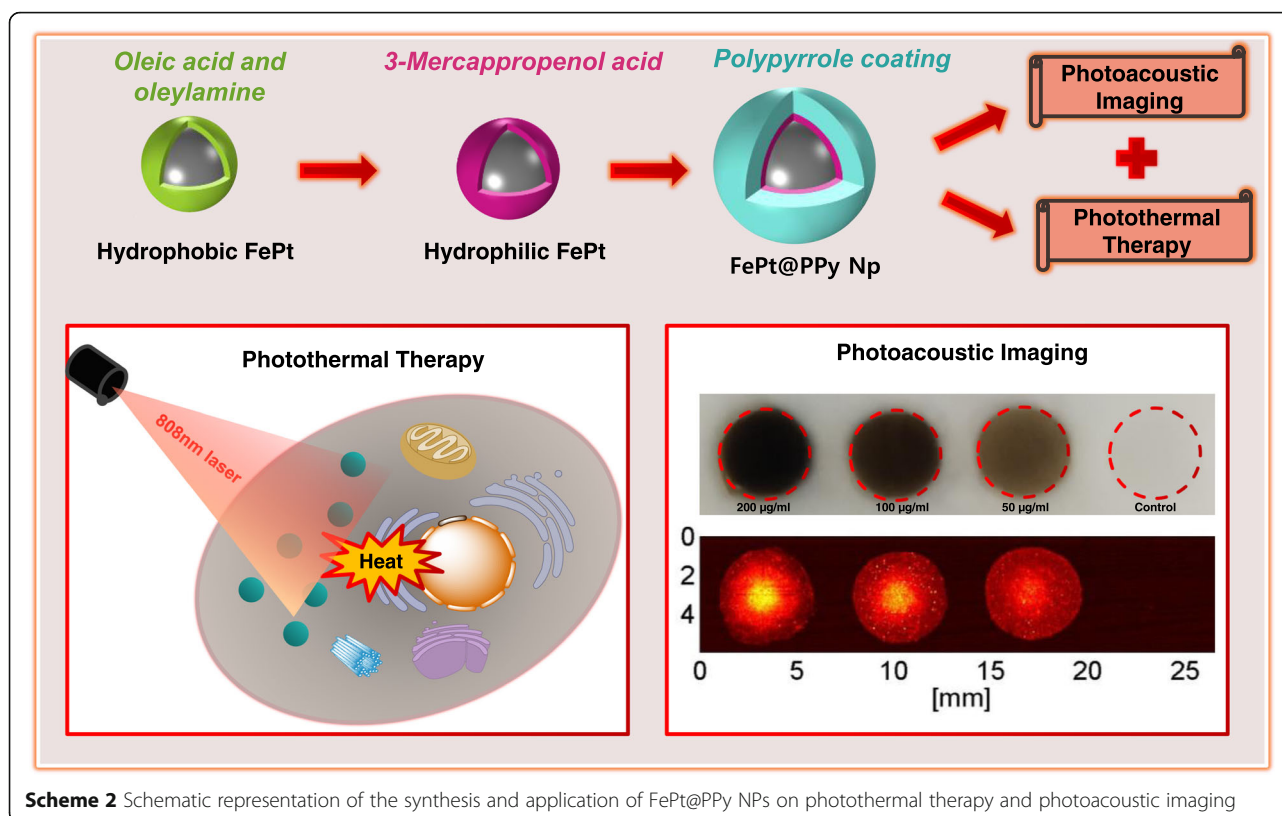 Oleic acid and
oleylamine
3-Mercappropenol acid
Polypyrrole coating
Photoacoustic
Imaging
Photothermal
Therapy
Hydrophobic FePt
Hydrophilic FePt
FePt@PPy Np
Photothermal Therapy
808nm laser
Heat
Photoacoustic Imaging
200 µg/ml
100 µg/ml
50 µg/ml
Control
0
2
4
0 5 10 15 20 25
[mm]
Scheme 2 Schematic representation of the synthesis and application of FePt@PPy NPs on photothermal therapy and photoacoustic imaging